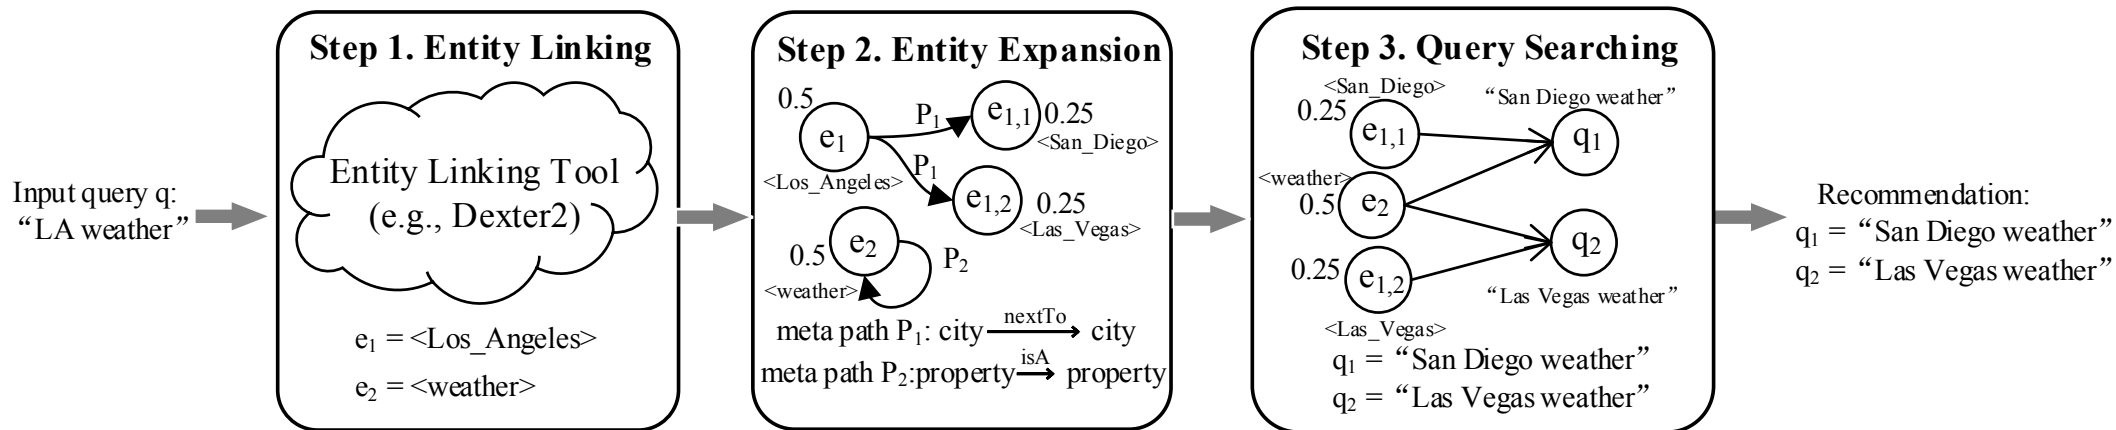 Input query q:
“LA weather”
Step 1. Entity Linking
Entity Linking Tool
(e.g., Dexter2)
e1 = <Los_Angeles>
e2 = <weather>
Step 2. Entity Expansion
0.5
e1
<Los_Angeles>
P1
e1,1
0.25
<San_Diego>
P1
e1,2
0.25
<Las_Vegas>
e2
0.5
<weather>
P2
meta path P1: city nextTo city
meta path P2:property isA property
Step 3. Query Searching
<San_Diego>
0.25
e1,1
“San Diego weather”
q1
<weather>
0.5
e2
q2
0.25
e1,2
“Las Vegas weather”
<Las_Vegas>
q1 = “San Diego weather”
q2 = “Las Vegas weather”
Recommendation:
q1 = “San Diego weather”
q2 = “Las Vegas weather”